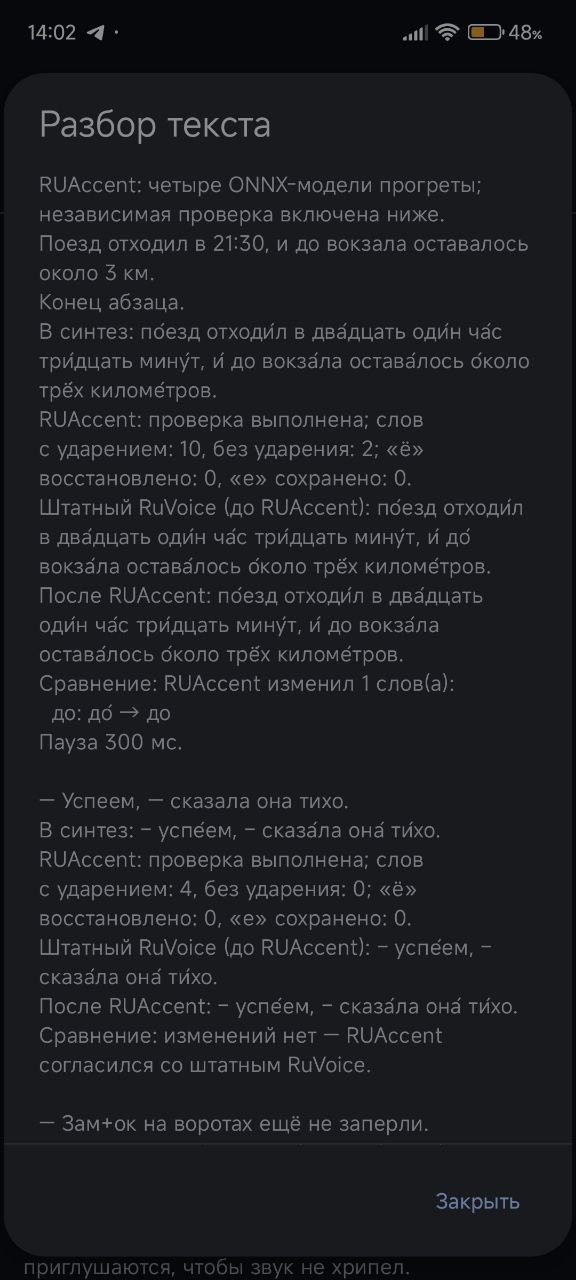 14:02
48%
Разбор текста
RUAccent: четыре ONNX-модели прогреты;
независимая проверка включена ниже.
Поезд отходил в 21:30, и до вокзала оставалось
около 3 км.
Конец абзаца.
В синтез: по́езд отходи́л в два́дцать оди́н ча́с
три́дцать мину́т, и́ до вокза́ла остава́лось о́коло
трёх киломе́тров.
RUAccent: проверка выполнена; слов
с ударением: 10, без ударения: 2; «ё»
восстановлено: 0, «е» сохранено: 0.
Штатный RuVoice (до RUAccent): по́езд отходи́л
в два́дцать оди́н ча́с три́дцать мину́т, и́ до́
вокза́ла остава́лось о́коло трёх киломе́тров.
После RUAccent: по́езд отходи́л в два́дцать
оди́н ча́с три́дцать мину́т, и́ до вокза́ла
остава́лось о́коло трёх киломе́тров.
Сравнение: RUAccent изменил 1 слов(а):
до: до́ → до
Пауза 300 мс.
— Успеем, — сказала она тихо.
В синтез: – успе́ем, – сказа́ла она́ ти́хо.
RUAccent: проверка выполнена; слов
с ударением: 4, без ударения: 0; «ё»
восстановлено: 0, «е» сохранено: 0.
Штатный RuVoice (до RUAccent): – успе́ем, –
сказа́ла она́ ти́хо.
После RUAccent: – успе́ем, – сказа́ла она́ ти́хо.
Сравнение: изменений нет — RUAccent
согласился со штатным RuVoice.
— Зам+ок на воротах ещё не заперли.
Закрыть
приглушаются, чтобы звук не хрипел.